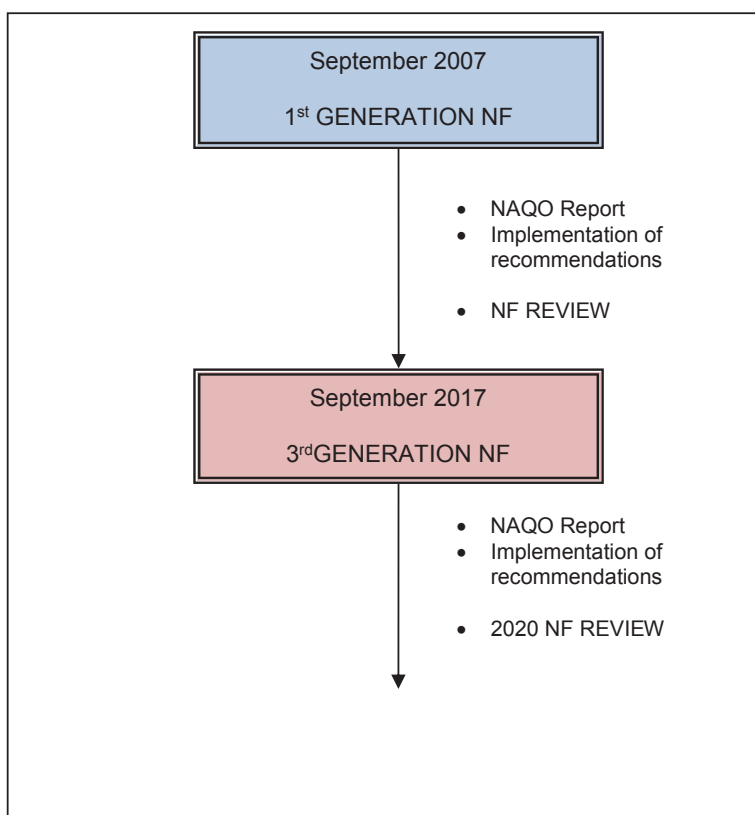 September 2007
1st GENERATION NF
• NAQO Report
• Implementation of
recommendations
• NF REVIEW
September 2017
3rdGENERATION NF
• NAQO Report
• Implementation of
recommendations
• 2020 NF REVIEW